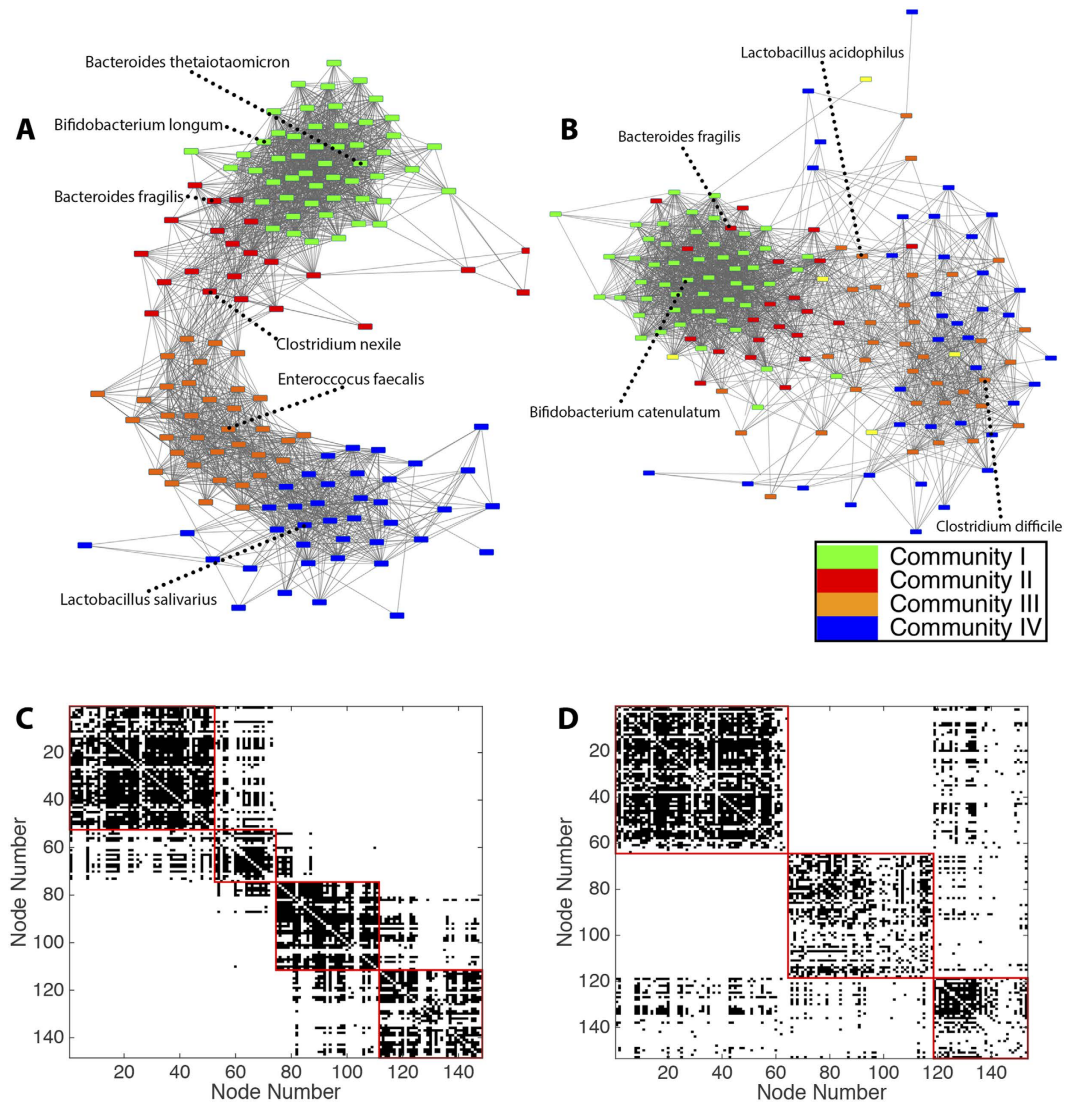 A
Bacteroides thetaiotaomicron
Bifidobacterium longum
Bacteroides fragilis
Clostridium nexile
Enteroccocus faecalis
Lactobacillus salivarius
B
Lactobacillus acidophilus
Bacteroides fragilis
Bifidobacterium catenulatum
Clostridium difficile
Community I
Community II
Community III
Community IV
C
20
40
60
80
100
120
140
Node Number
20 40 60 80 100 120 140
Node Number
D
20
40
60
80
100
120
140
Node Number
20 40 60 80 100 120 140
Node Number